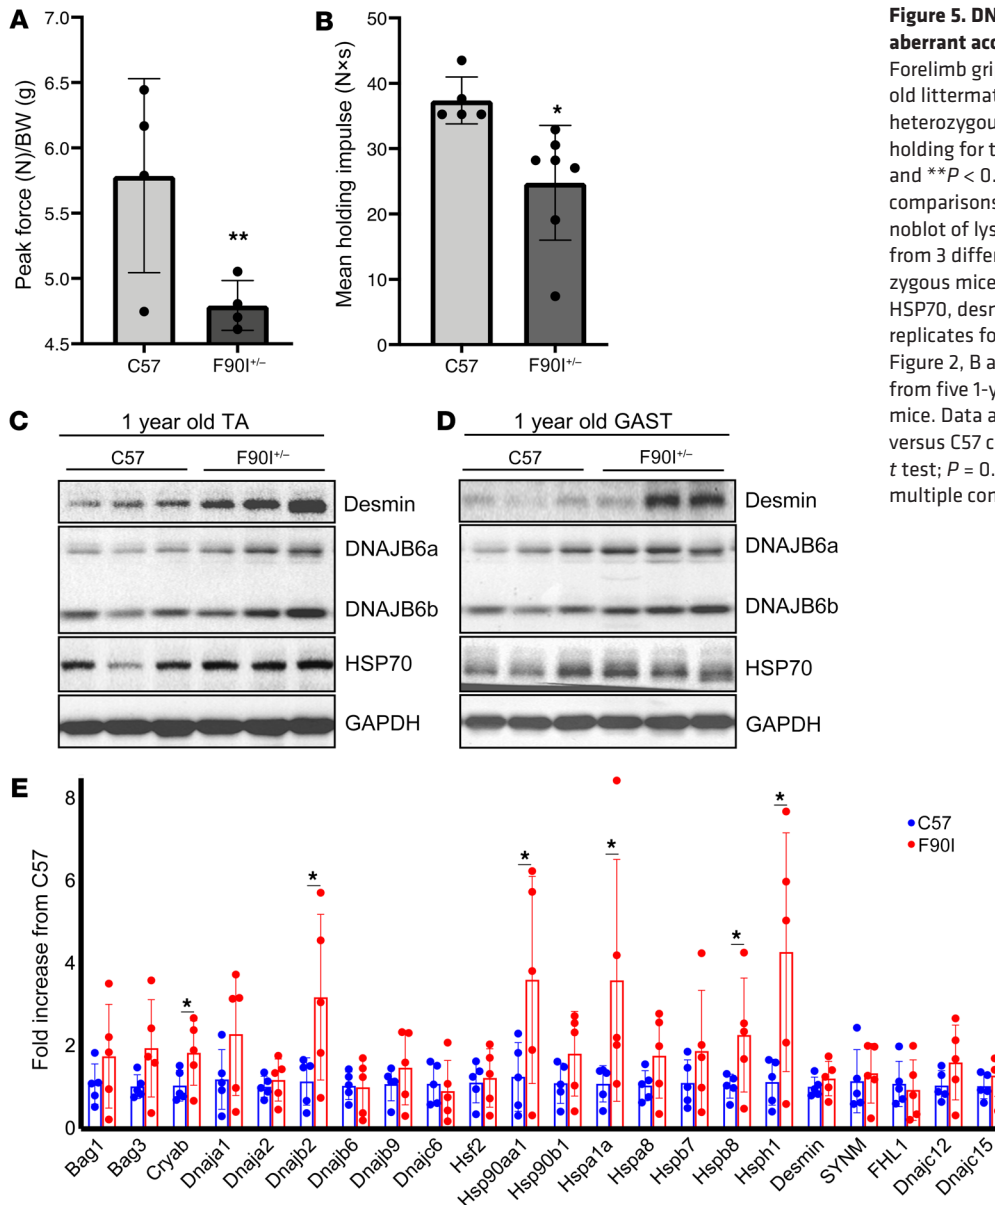 A
Peak force (N)/BW (g)
7.0
6.5
6.0
5.5
5.0
4.5
**
C57
F90I+/–
B
Mean holding impulse (N×s)
50
40
30
20
10
0
*
C57
F90I+/–
Figure 5. DN
aberrant acc
Forelimb gri
old littermat
heterozygou
holding for t
and **P < 0.
comparisons
noblot of lys
from 3 differ
zygous mice
HSP70, desm
replicates fo
Figure 2, B a
from five 1-y
mice. Data a
versus C57 c
t test; P = 0.
multiple con
C
1 year old TA
C57
F90I+/–
Desmin
DNAJB6a
DNAJB6b
HSP70
GAPDH
D
1 year old GAST
C57
F90I+/–
Desmin
DNAJB6a
DNAJB6b
HSP70
GAPDH
E
Fold increase from C57
8
6
4
2
0
*
*
*
*
*
*
C57
F90I
Bag1
Bag3
Cryab
Dnaja1
Dnaja2
Dnajb2
Dnajb6
Dnajb9
Dnajc6
Hsf2
Hsp90aa1
Hsp90b1
Hspa1a
Hspa8
Hspb7
Hspb8
Hsph1
Desmin
SYNM
FHL1
Dnajc12
Dnajc15